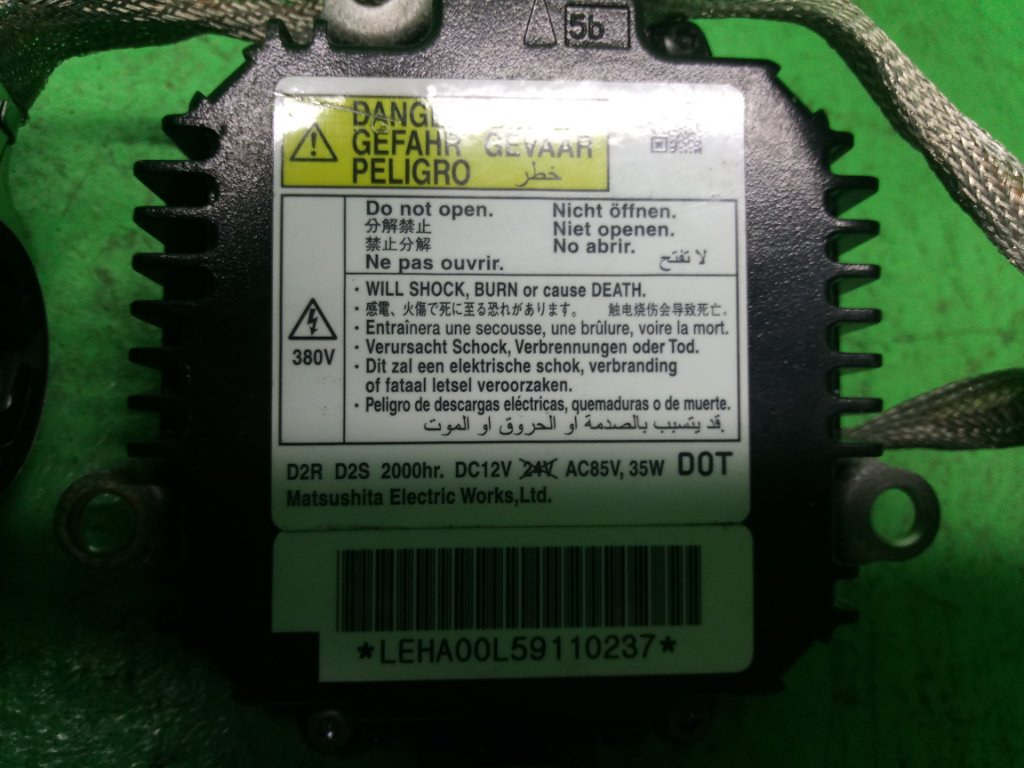 5b
DANGE
GEFAHR GEVAAR
PELIGRO خطر
Do not open. Nicht öffnen.
分解禁止 Niet openen.
禁止分解 No abrir.
Ne pas ouvrir. لا تفتح
380V
· WILL SHOCK, BURN or cause DEATH.
· 感電、火傷で死に至る恐れがあります。 触电烧伤会导致死亡.
· Entraînera une secousse, une brûlure, voire la mort.
· Verursacht Schock, Verbrennungen oder Tod.
· Dit zal een elektrische schok, verbranding
of fataal letsel veroorzaken.
· Peligro de descargas eléctricas, quemaduras o de muerte.
قد يتسبب بالصدمة او الحروق او الموت.
D2R D2S 2000hr. DC12V 24V AC85V, 35W DOT
Matsushita Electric Works,Ltd.
*LEHA00L59110237*